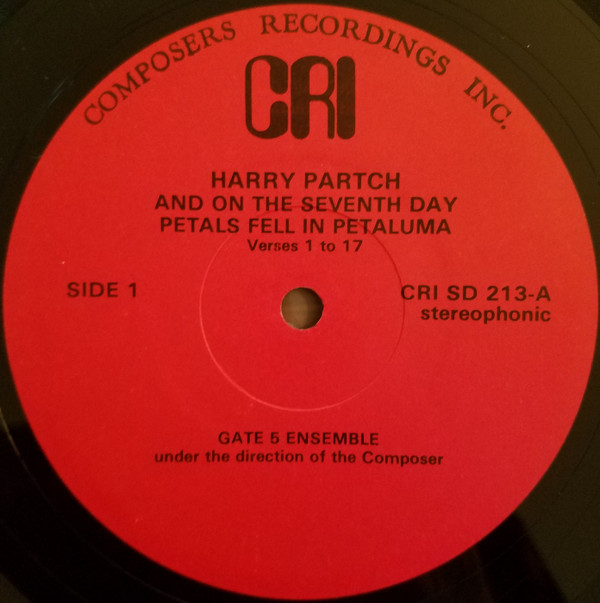 COMPOSERS RECORDINGS INC.
CRI
HARRY PARTCH
AND ON THE SEVENTH DAY
PETALS FELL IN PETALUMA
Verses 1 to 17
SIDE 1
CRI SD 213-A
stereophonic
GATE 5 ENSEMBLE
under the direction of the Composer